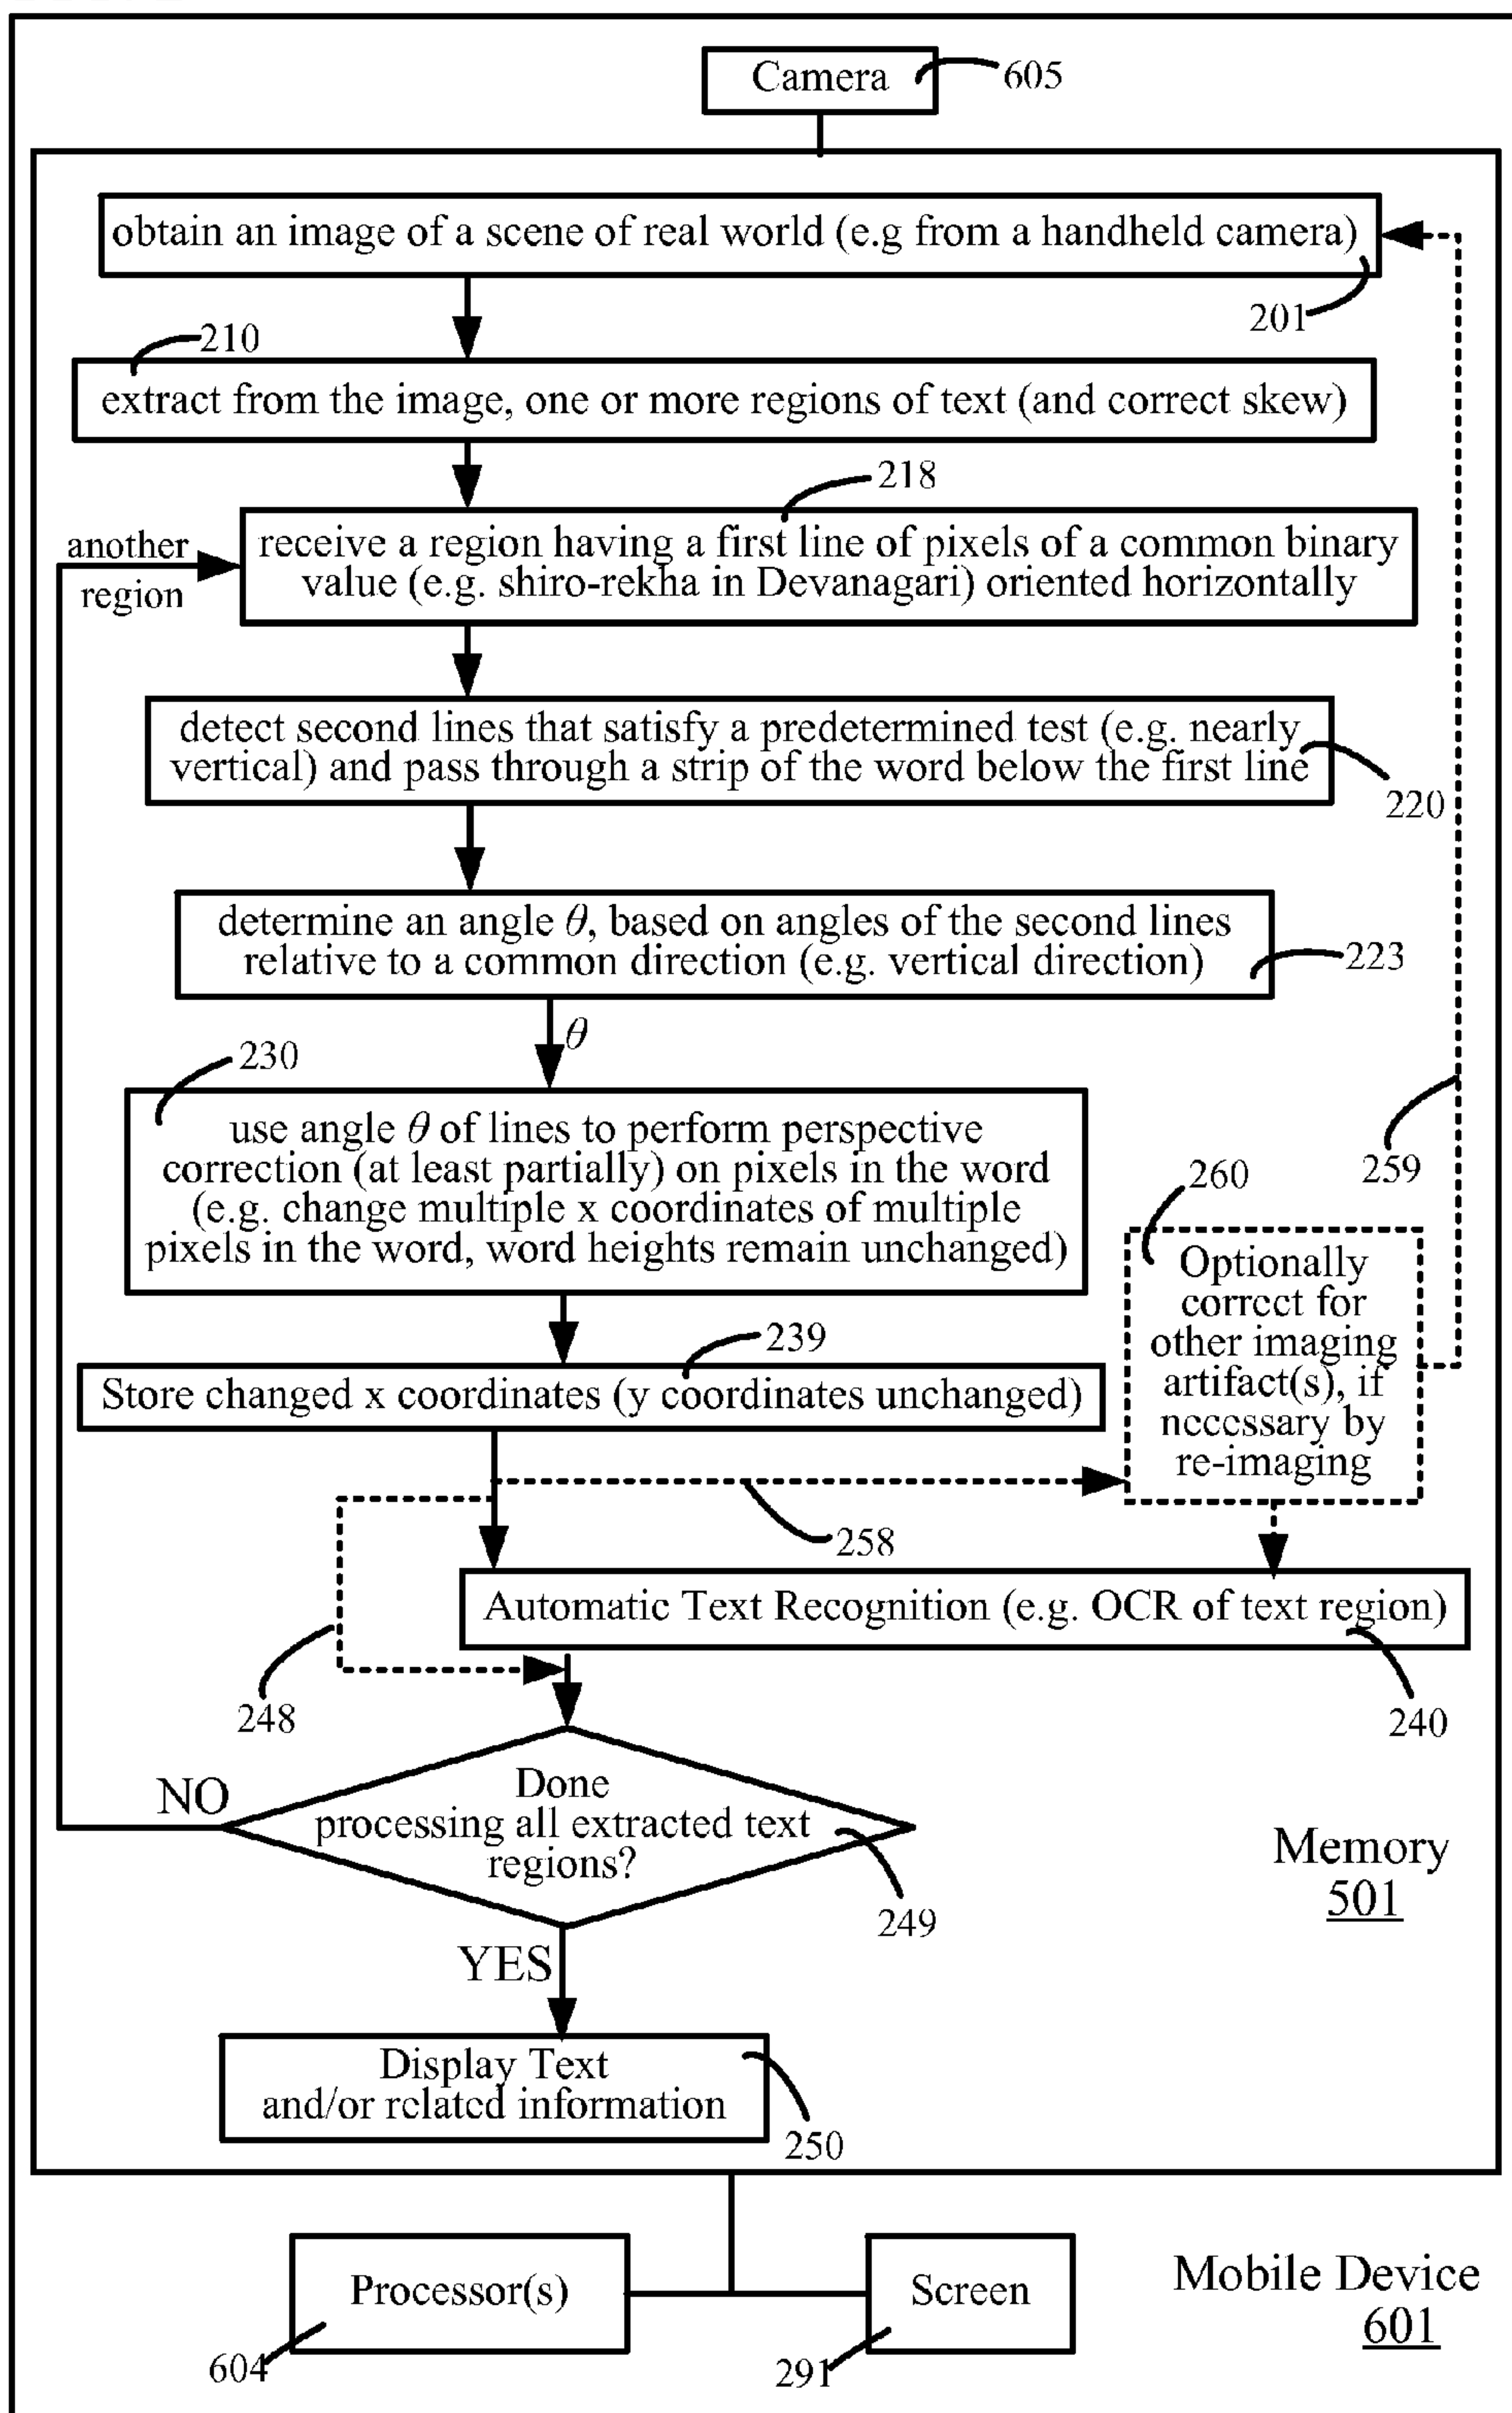 Camera
605
obtain an image of a scene of real world (e.g from a handheld camera)
201
210
extract from the image, one or more regions of text (and correct skew)
218
another
region
receive a region having a first line of pixels of a common binary
value (e.g. shiro-rekha in Devanagari) oriented horizontally
detect second lines that satisfy a predetermined test (e.g. nearly
vertical) and pass through a strip of the word below the first line
220
determine an angle θ, based on angles of the second lines
relative to a common direction (e.g. vertical direction)
223
θ
230
use angle θ of lines to perform perspective
correction (at least partially) on pixels in the word
(e.g. change multiple x coordinates of multiple
pixels in the word, word heights remain unchanged)
259
260
Optionally
correct for
other imaging
artifact(s), if
necessary by
re-imaging
239
Store changed x coordinates (y coordinates unchanged)
258
Automatic Text Recognition (e.g. OCR of text region)
248
240
NO
Done
processing all extracted text
regions?
249
Memory
501
YES
Display Text
and/or related information
250
Processor(s)
604
Screen
291
Mobile Device
601